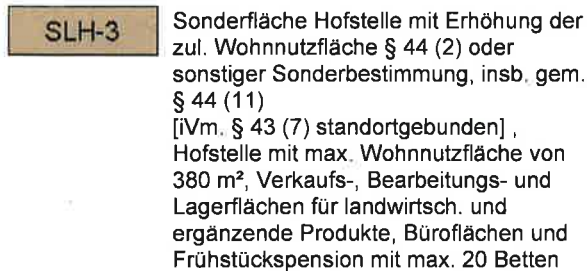 SLH-3
Sonderfläche Hofstelle mit Erhöhung der
zul. Wohnnutzfläche § 44 (2) oder
sonstiger Sonderbestimmung, insb. gem.
§ 44 (11)
[iVm. § 43 (7) standortgebunden] ,
Hofstelle mit max. Wohnnutzfläche von
380 m², Verkaufs-, Bearbeitungs- und
Lagerflächen für landwirtsch. und
ergänzende Produkte, Büroflächen und
Frühstückspension mit max. 20 Betten